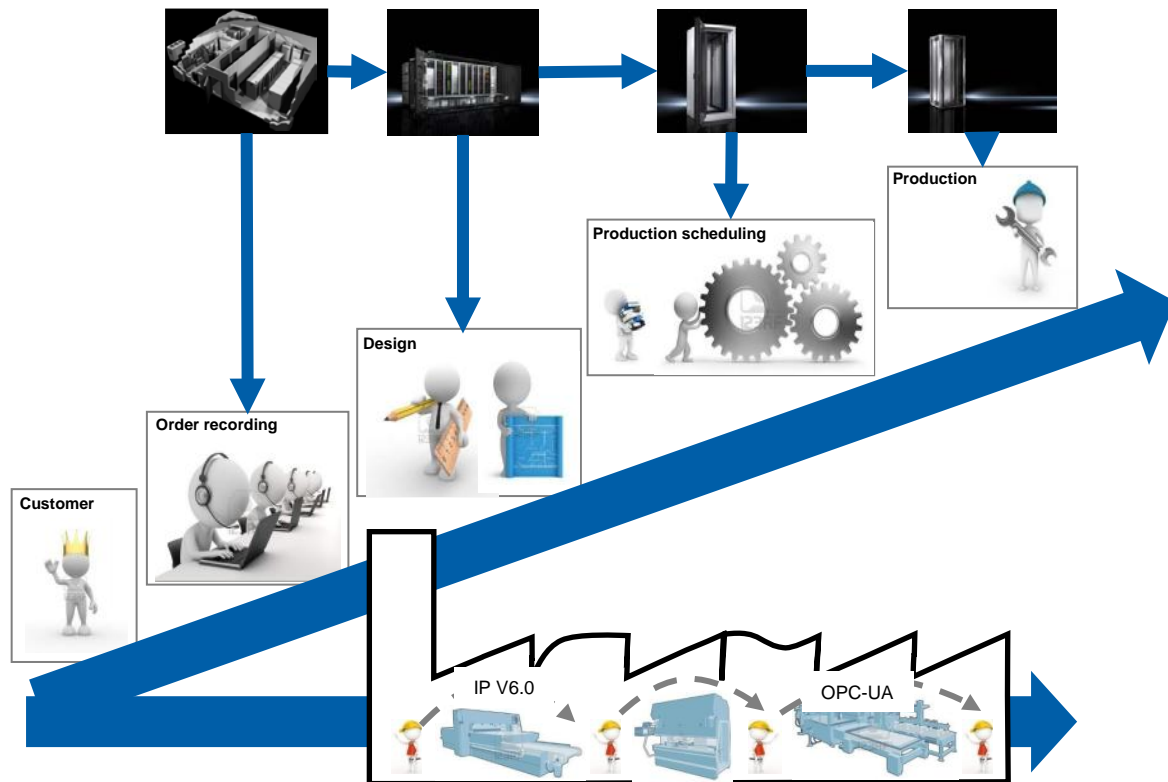 Production
Production scheduling
Design
Order recording
Customer
IP V6.0
OPC-UA